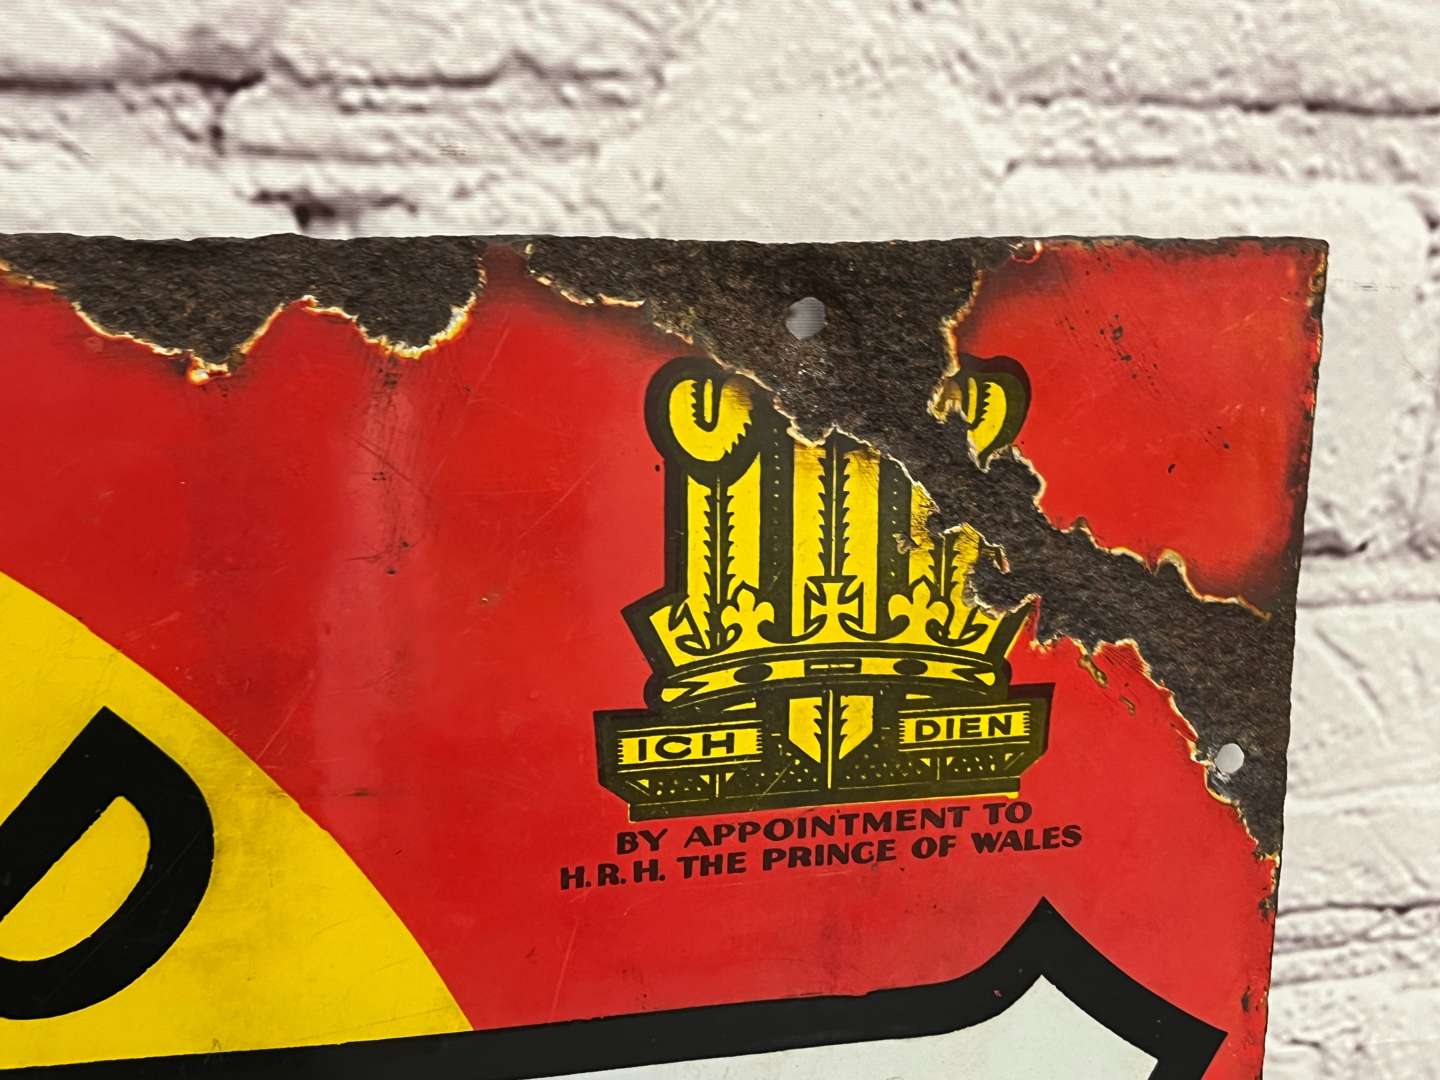 D
ICH DIEN
BY APPOINTMENT TO
H.R.H. THE PRINCE OF WALES